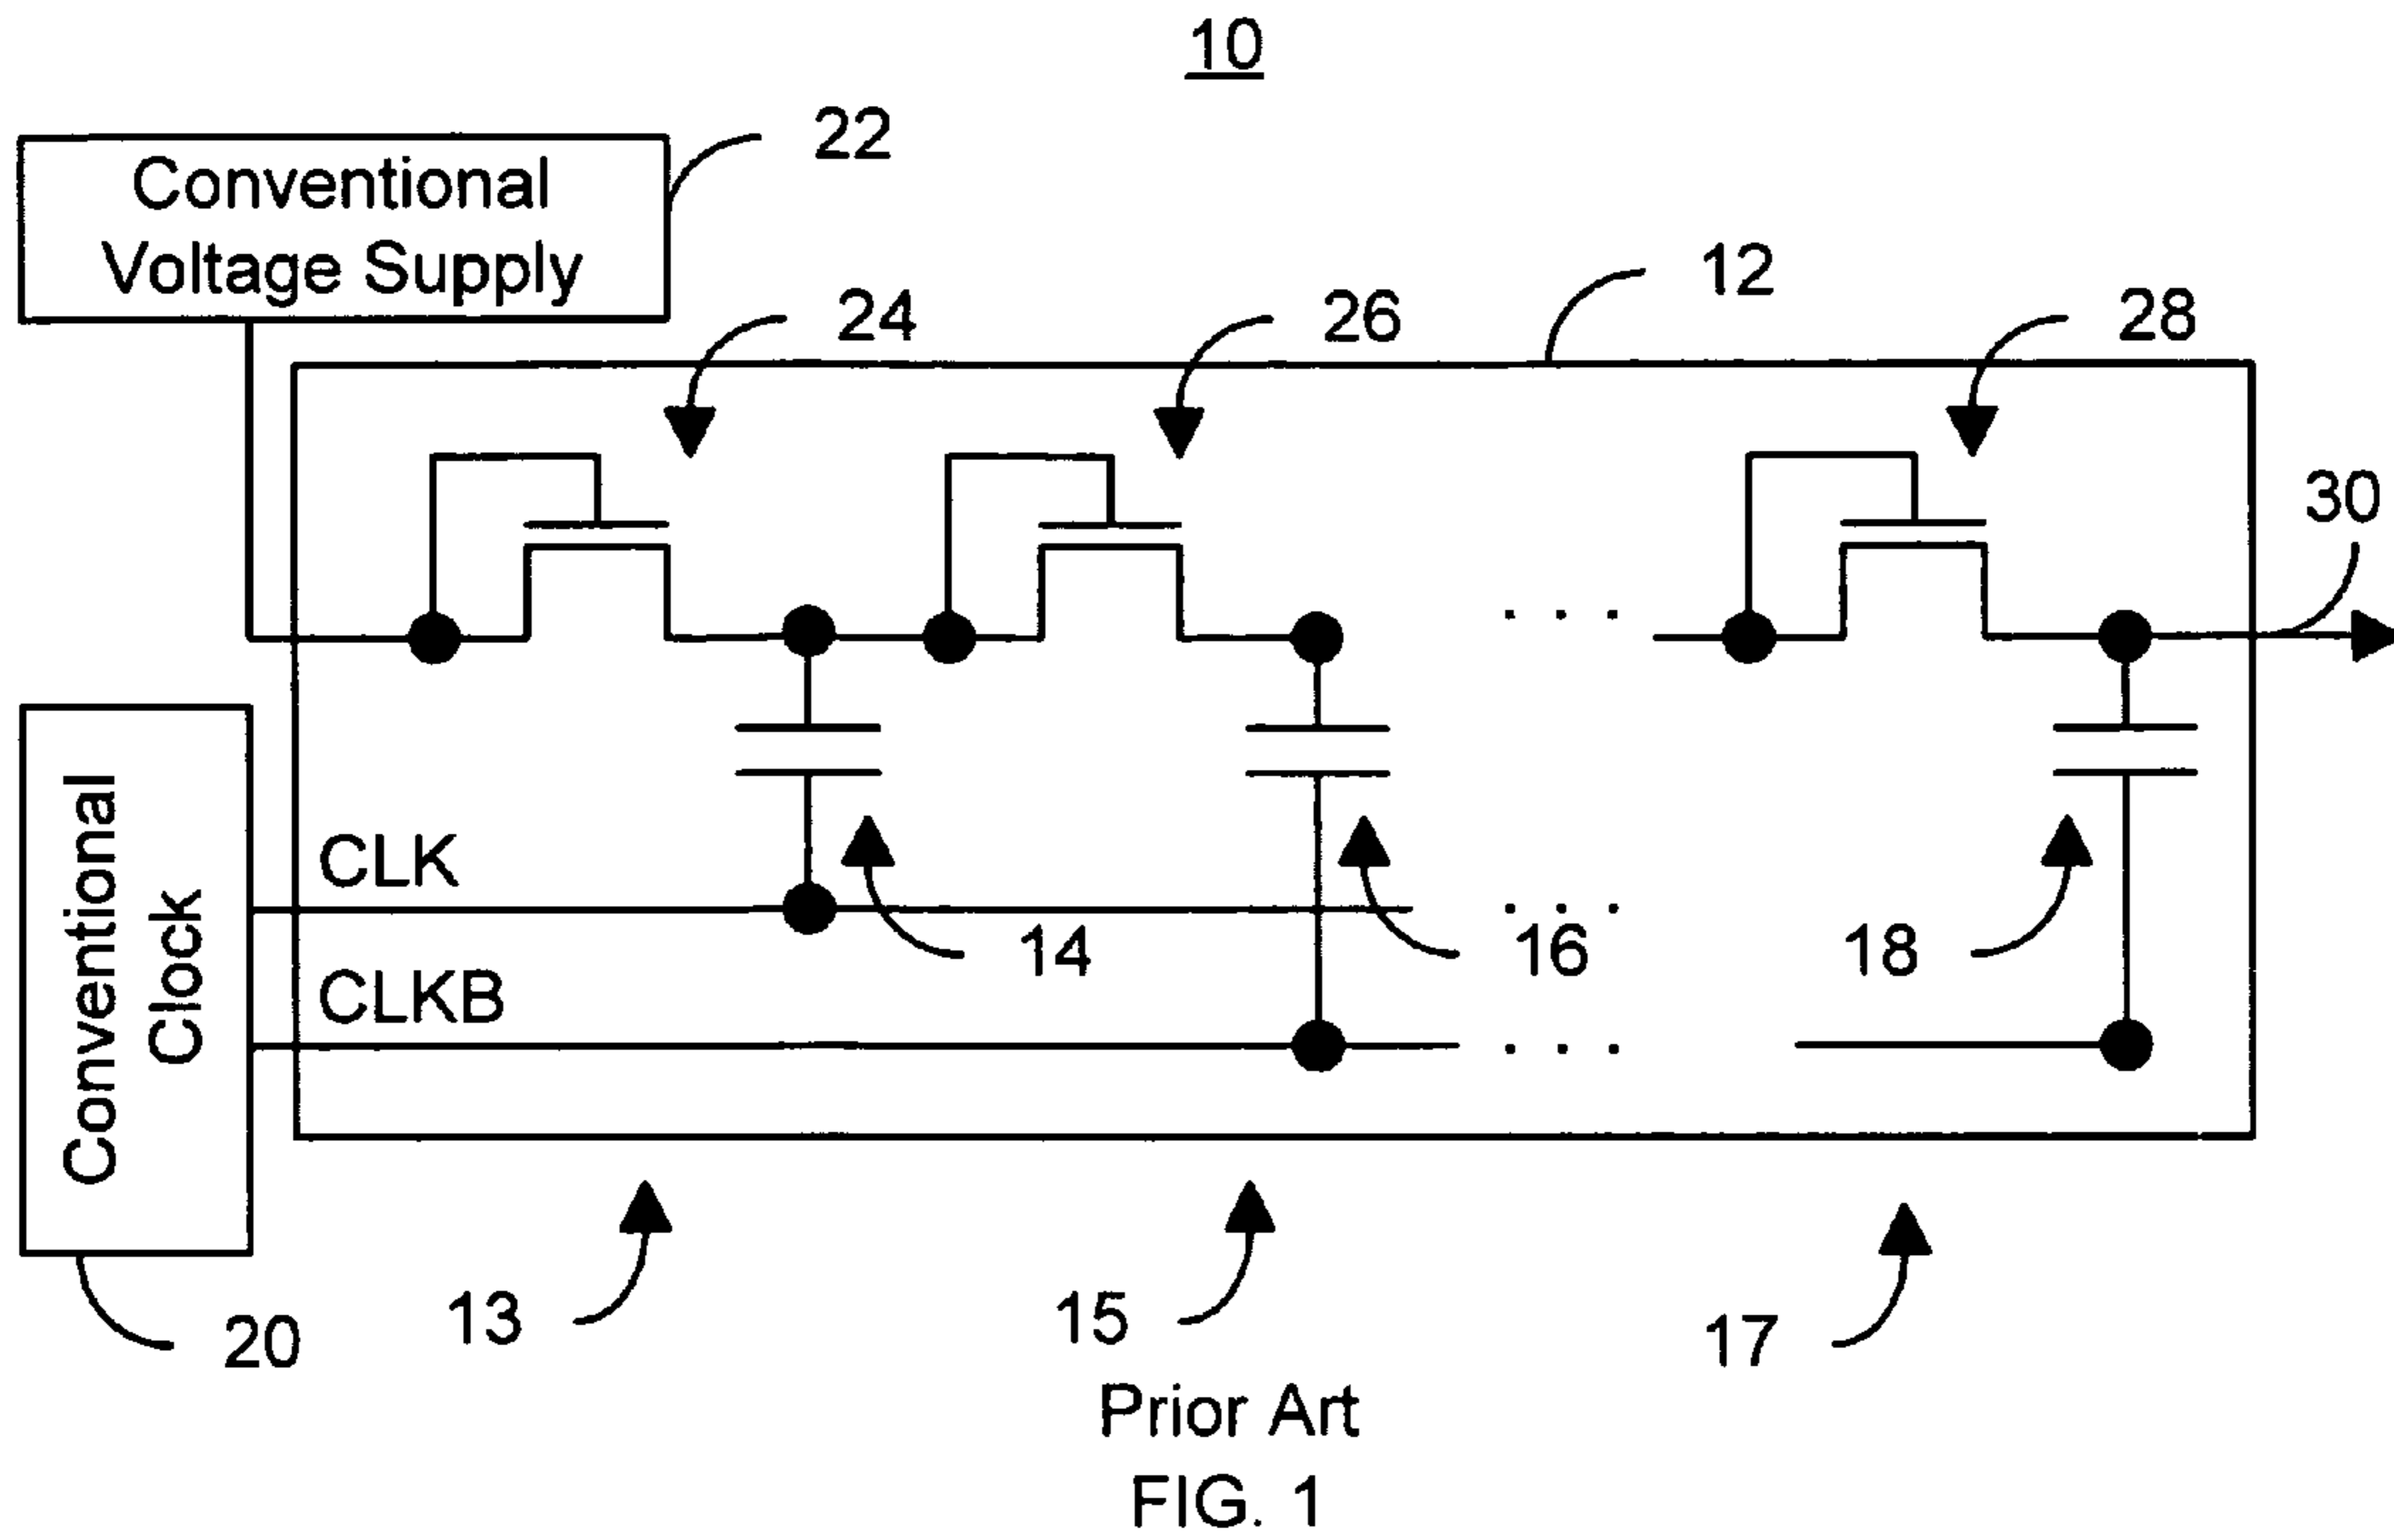 10
22
Conventional
Voltage Supply
12
24
26
28
30
Conventional
Clock
CLK
14
16
18
CLKB
20
13
15
17
Prior Art
FIG. 1